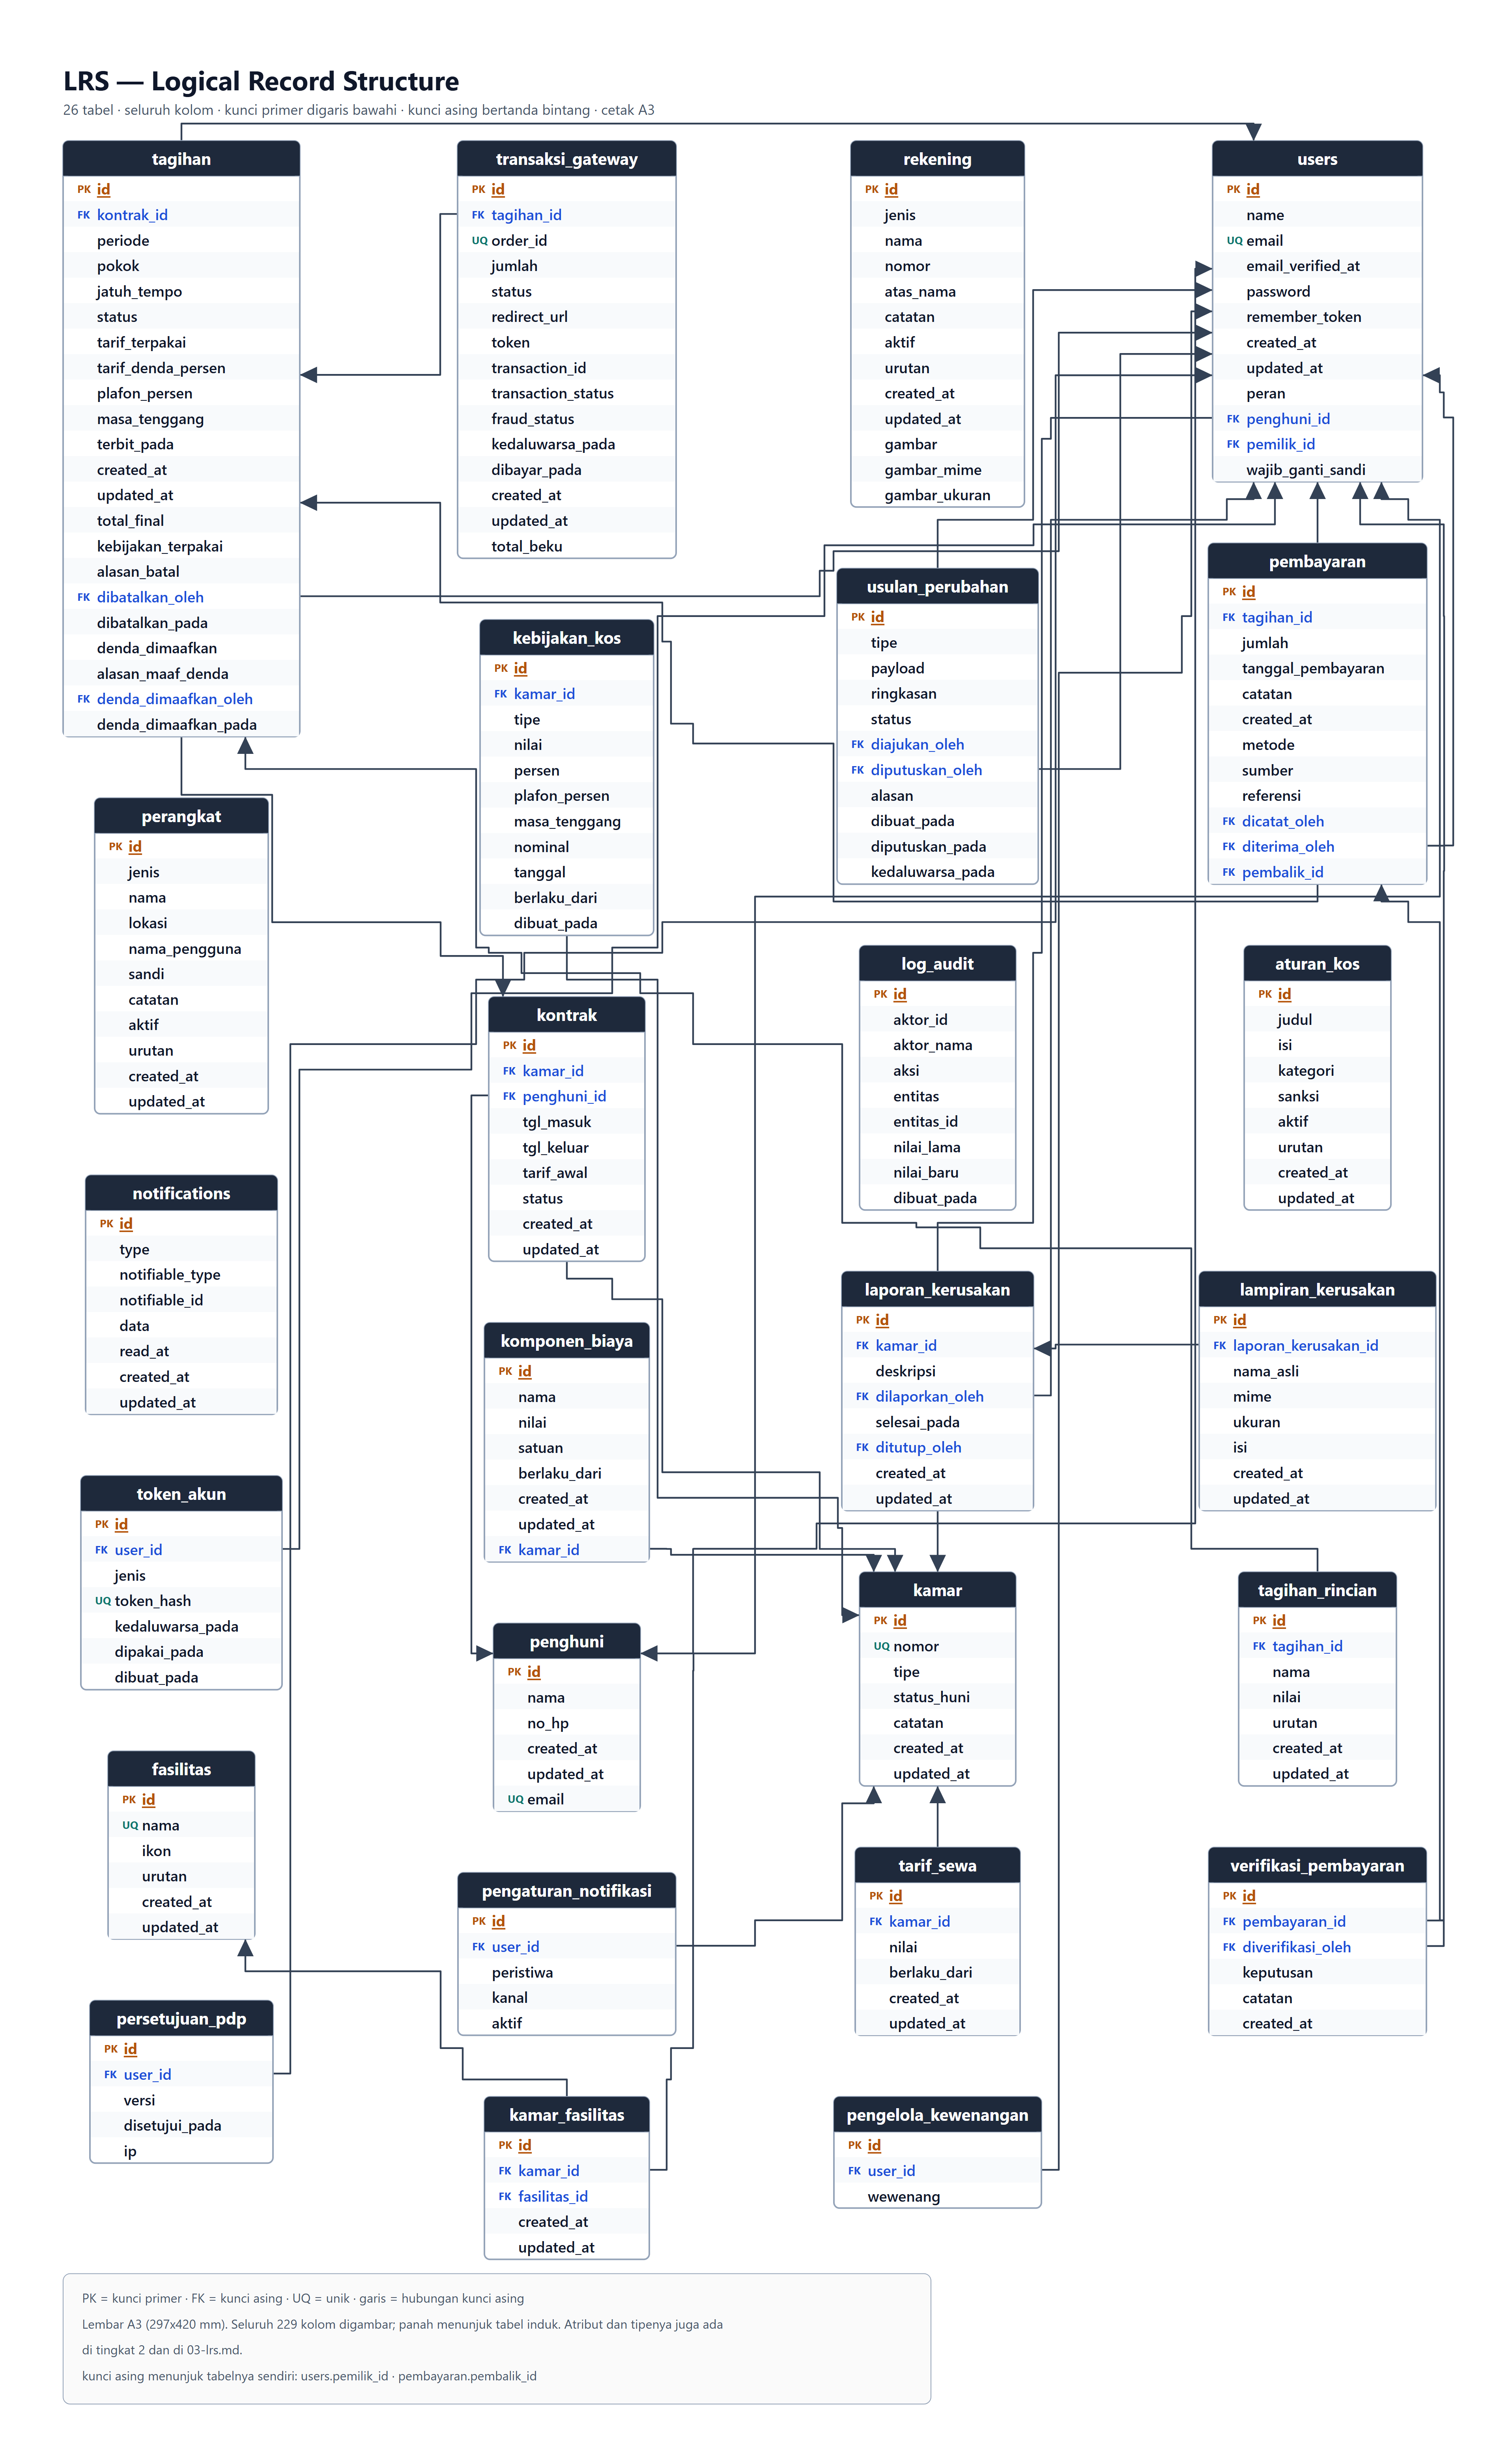 LRS — Logical Record Structure
26 tabel · seluruh kolom · kunci primer digaris bawahi · kunci asing bertanda bintang · cetak A3
tagihan
PK id
FK kontrak_id
periode
pokok
jatuh_tempo
status
tarif_terpakai
tarif_denda_persen
plafon_persen
masa_tenggang
terbit_pada
created_at
updated_at
total_final
kebijakan_terpakai
alasan_batal
FK dibatalkan_oleh
dibatalkan_pada
denda_dimaafkan
alasan_maaf_denda
FK denda_dimaafkan_oleh
denda_dimaafkan_pada
transaksi_gateway
PK id
FK tagihan_id
UQ order_id
jumlah
status
redirect_url
token
transaction_id
transaction_status
fraud_status
kedaluwarsa_pada
dibayar_pada
created_at
updated_at
total_beku
rekening
PK id
jenis
nama
nomor
atas_nama
catatan
aktif
urutan
created_at
updated_at
gambar
gambar_mime
gambar_ukuran
users
PK id
name
UQ email
email_verified_at
password
remember_token
created_at
updated_at
peran
FK penghuni_id
FK pemilik_id
wajib_ganti_sandi
kebijakan_kos
PK id
FK kamar_id
tipe
nilai
persen
plafon_persen
masa_tenggang
nominal
tanggal
berlaku_dari
dibuat_pada
usulan_perubahan
PK id
tipe
payload
ringkasan
status
FK diajukan_oleh
FK diputuskan_oleh
alasan
dibuat_pada
diputuskan_pada
kedaluwarsa_pada
pembayaran
PK id
FK tagihan_id
jumlah
tanggal_pembayaran
catatan
created_at
metode
sumber
referensi
FK dicatat_oleh
FK diterima_oleh
FK pembalik_id
perangkat
PK id
jenis
nama
lokasi
nama_pengguna
sandi
catatan
aktif
urutan
created_at
updated_at
kontrak
PK id
FK kamar_id
FK penghuni_id
tgl_masuk
tgl_keluar
tarif_awal
status
created_at
updated_at
log_audit
PK id
aktor_id
aktor_nama
aksi
entitas
entitas_id
nilai_lama
nilai_baru
dibuat_pada
aturan_kos
PK id
judul
isi
kategori
sanksi
aktif
urutan
created_at
updated_at
notifications
PK id
type
notifiable_type
notifiable_id
data
read_at
created_at
updated_at
komponen_biaya
PK id
nama
nilai
satuan
berlaku_dari
created_at
updated_at
FK kamar_id
laporan_kerusakan
PK id
FK kamar_id
deskripsi
FK dilaporkan_oleh
selesai_pada
FK ditutup_oleh
created_at
updated_at
lampiran_kerusakan
PK id
FK laporan_kerusakan_id
nama_asli
mime
ukuran
isi
created_at
updated_at
token_akun
PK id
FK user_id
jenis
UQ token_hash
kedaluwarsa_pada
dipakai_pada
dibuat_pada
penghuni
PK id
nama
no_hp
created_at
updated_at
UQ email
kamar
PK id
UQ nomor
tipe
status_huni
catatan
created_at
updated_at
tagihan_rincian
PK id
FK tagihan_id
nama
nilai
urutan
created_at
updated_at
fasilitas
PK id
UQ nama
ikon
urutan
created_at
updated_at
pengaturan_notifikasi
PK id
FK user_id
peristiwa
kanal
aktif
tarif_sewa
PK id
FK kamar_id
nilai
berlaku_dari
created_at
updated_at
verifikasi_pembayaran
PK id
FK pembayaran_id
FK diverifikasi_oleh
keputusan
catatan
created_at
persetujuan_pdp
PK id
FK user_id
versi
disetujui_pada
ip
kamar_fasilitas
PK id
FK kamar_id
FK fasilitas_id
created_at
updated_at
pengelola_kewenangan
PK id
FK user_id
wewenang
PK = kunci primer · FK = kunci asing · UQ = unik · garis = hubungan kunci asing
Lembar A3 (297x420 mm). Seluruh 229 kolom digambar; panah menunjuk tabel induk. Atribut dan tipenya juga ada
di tingkat 2 dan di 03-lrs.md.
kunci asing menunjuk tabelnya sendiri: users.pemilik_id · pembayaran.pembalik_id